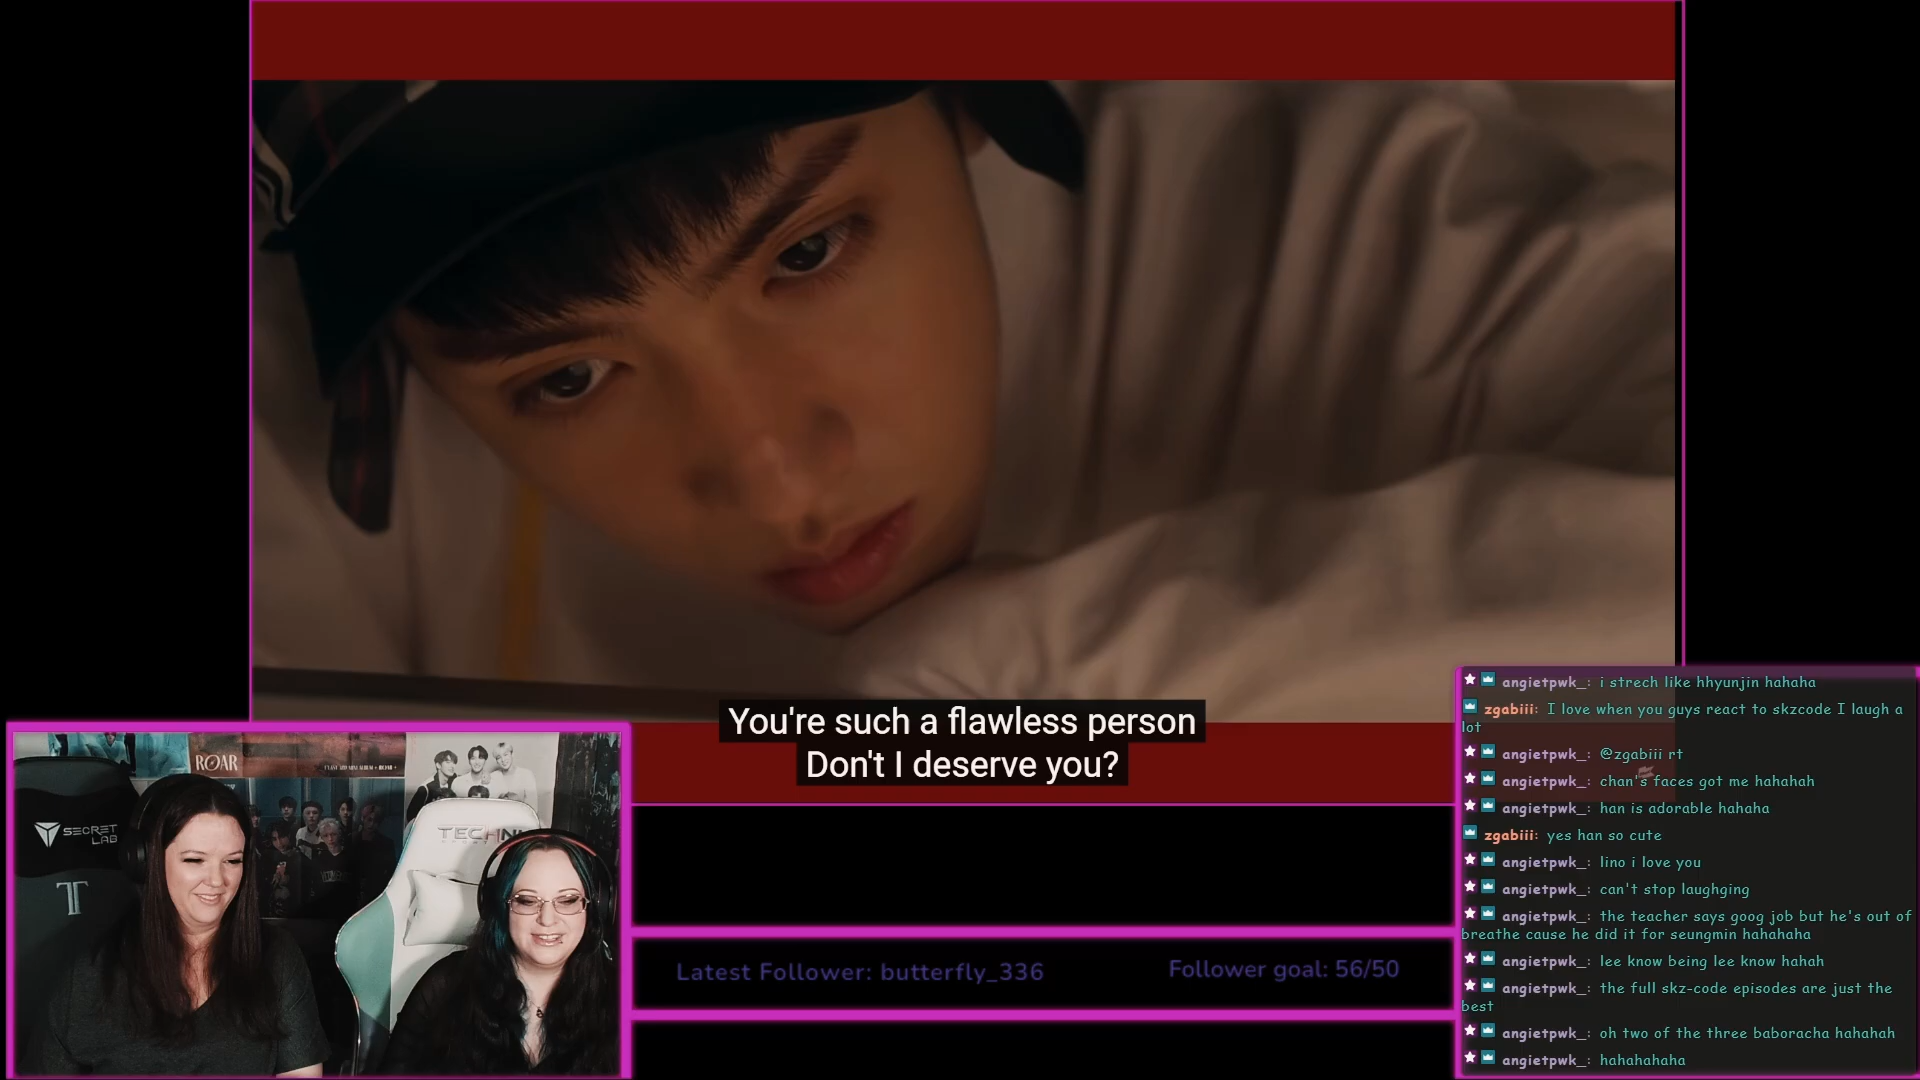 You're such a flawless person
Don't I deserve you?
ROAR
SECRET
LAB
TECHNI
Latest Follower: butterfly_336
Follower goal: 56/50
angietpwk_: i strech like hhyunjin hahaha
zgabiii: I love when you guys react to skzcode I laugh a
lot
angietpwk_: @zgabiii rt
angietpwk_: chan's faces got me hahahah
angietpwk_: han is adorable hahaha
zgabiii: yes han so cute
angietpwk_: lino i love you
angietpwk_: can't stop laughging
angietpwk_: the teacher says goog job but he's out of
breathe cause he did it for seungmin hahahaha
angietpwk_: lee know being lee know hahah
angietpwk_: the full skz-code episodes are just the
best
angietpwk_: oh two of the three baboracha hahahah
angietpwk_: hahahahaha